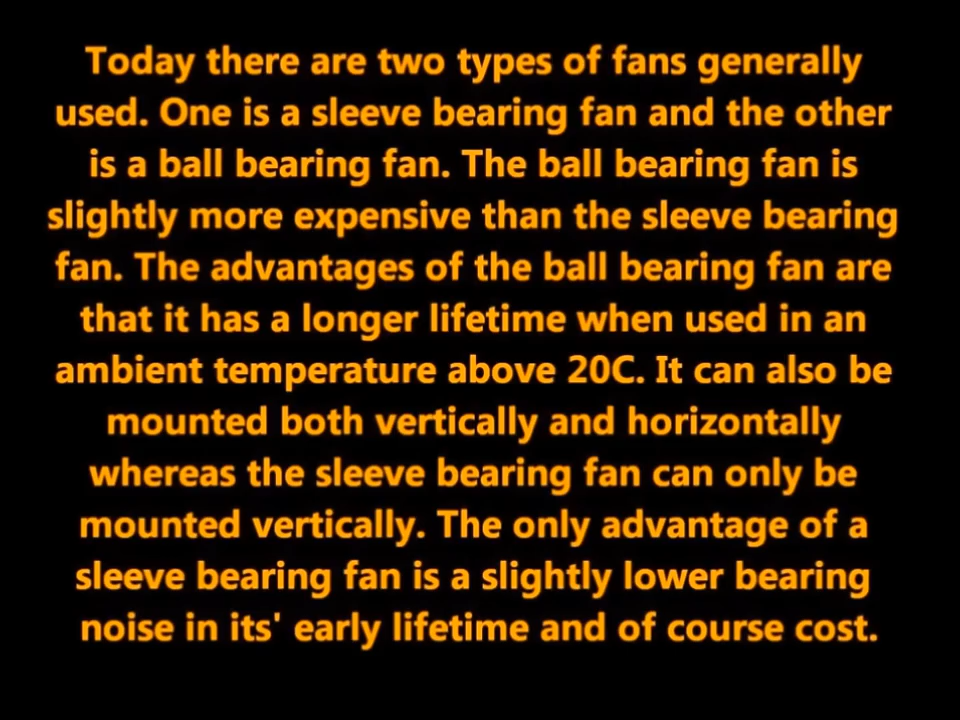 Today there are two types of fans generally
used. One is a sleeve bearing fan and the other
is a ball bearing fan. The ball bearing fan is
slightly more expensive than the sleeve bearing
fan. The advantages of the ball bearing fan are
that it has a longer lifetime when used in an
ambient temperature above 20C. It can also be
mounted both vertically and horizontally
whereas the sleeve bearing fan can only be
mounted vertically. The only advantage of a
sleeve bearing fan is a slightly lower bearing
noise in its' early lifetime and of course cost.